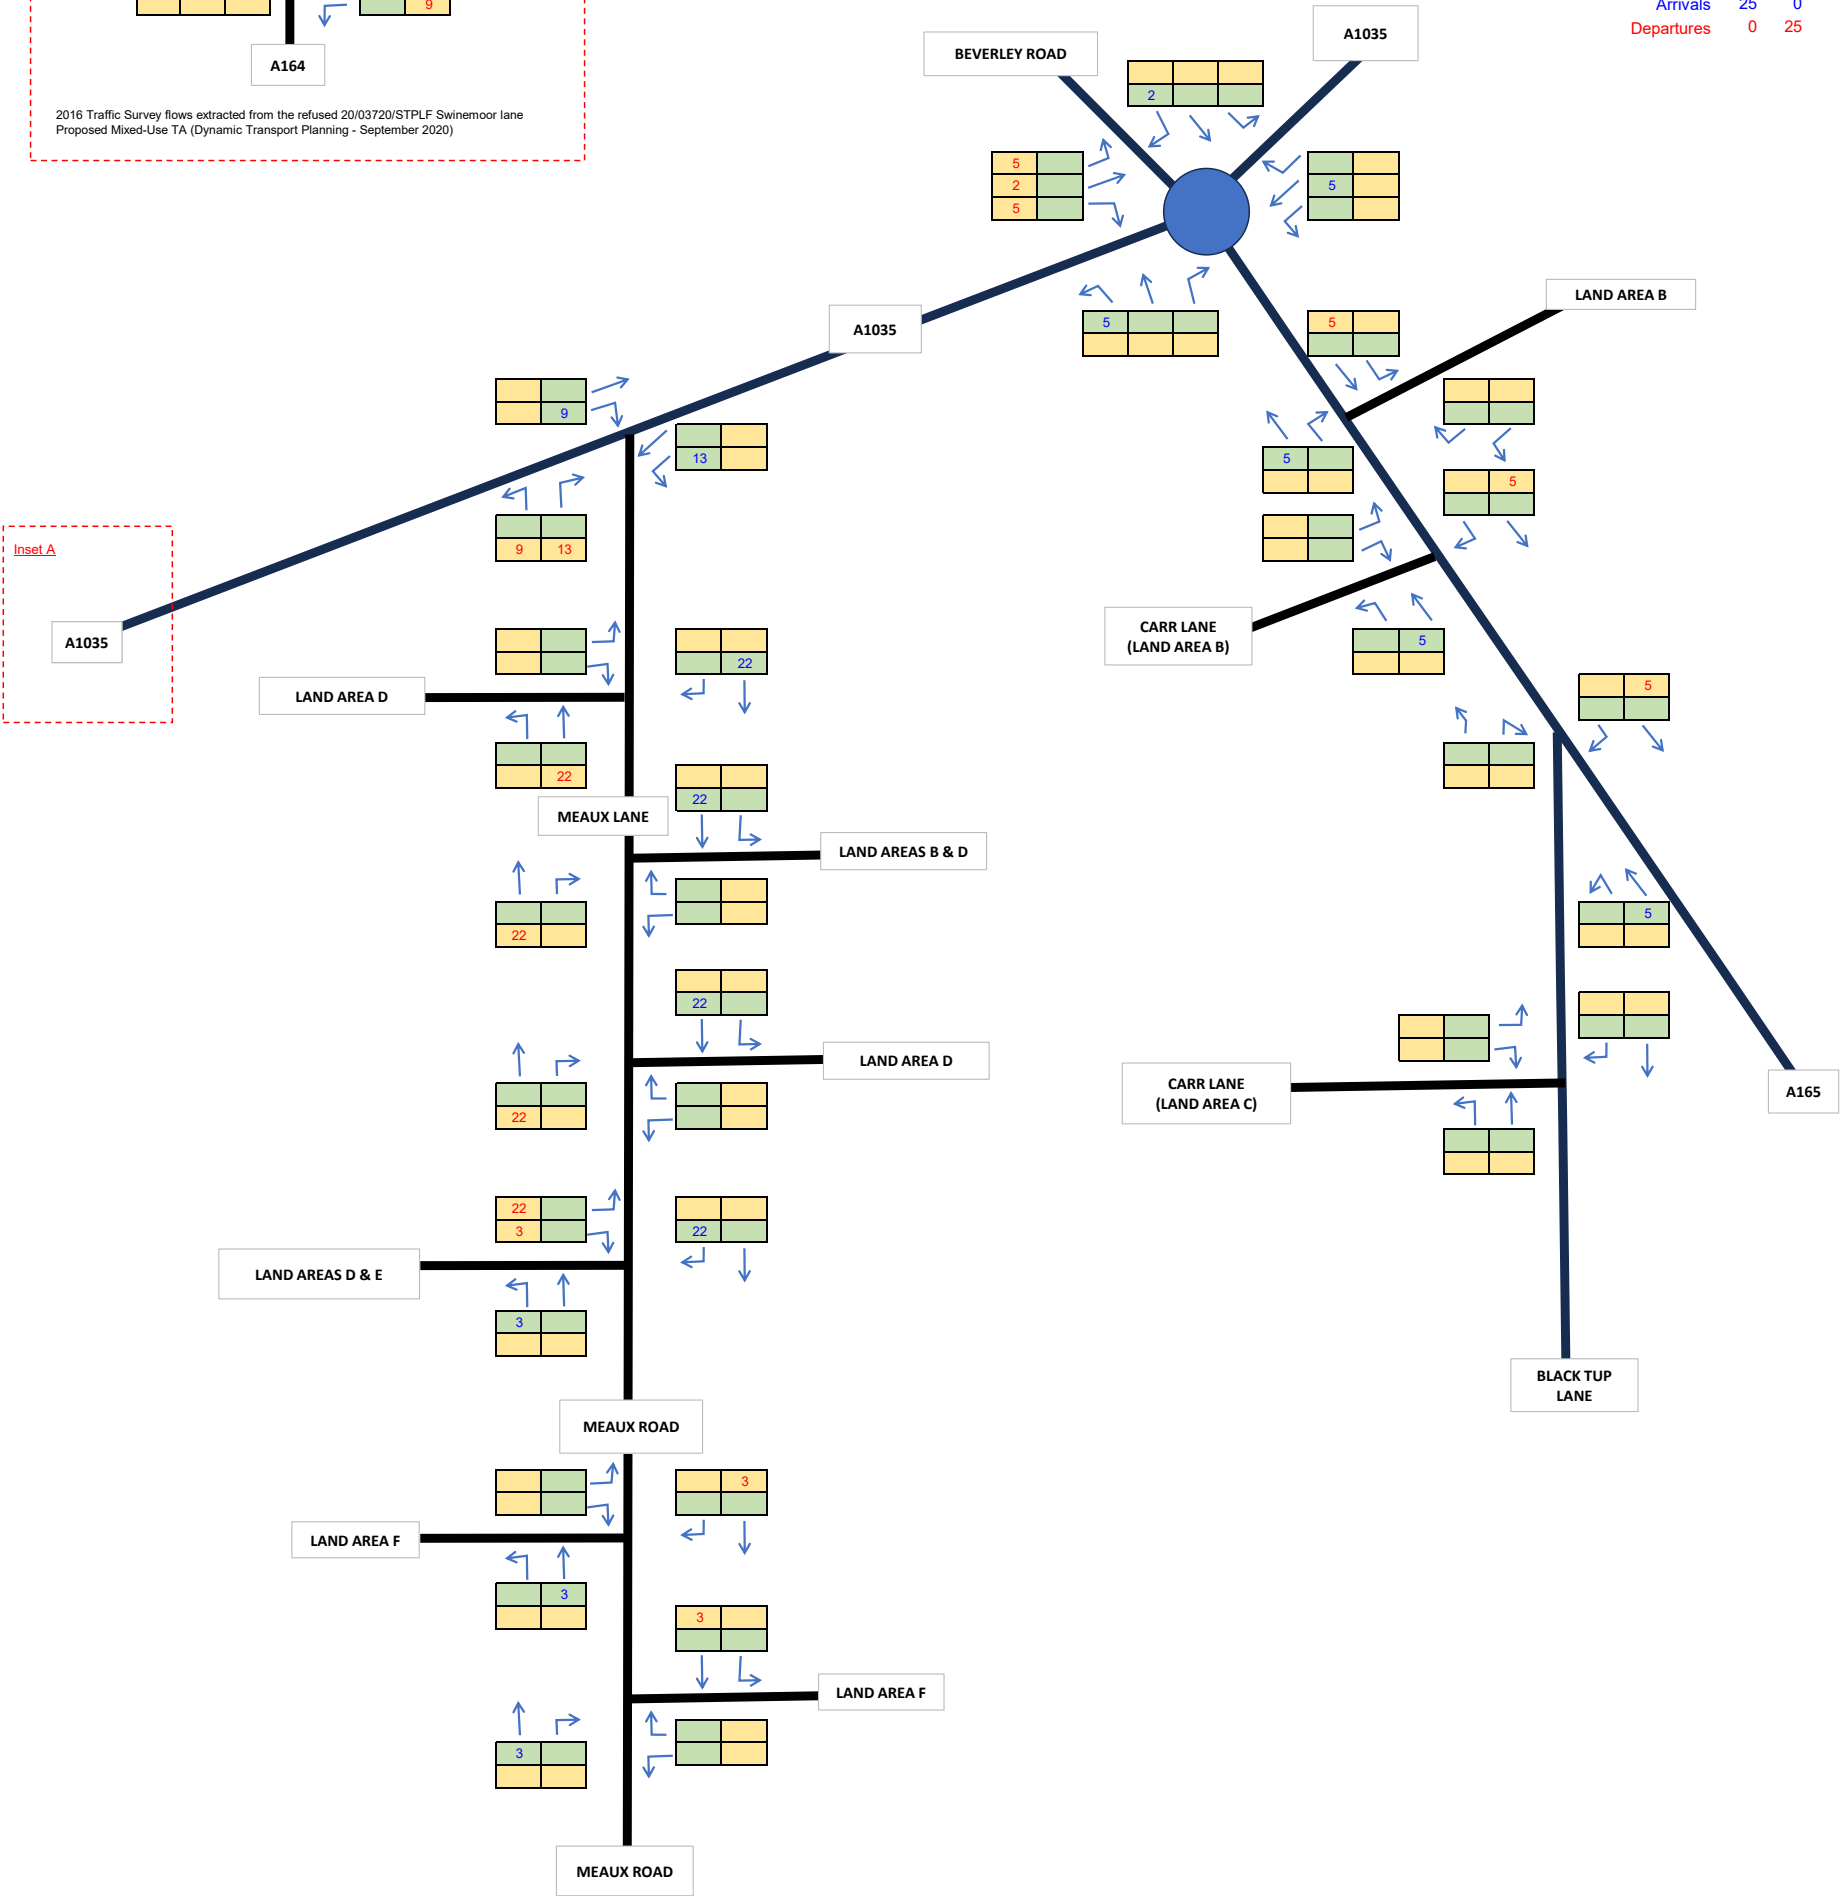 9
A164
2016 Traffic Survey flows extracted from the refused 20/03720/STPLF Swinemoor lane
Proposed Mixed-Use TA (Dynamic Transport Planning - September 2020)
Arrivals 25 0
Departures 0 25
BEVERLEY ROAD
A1035
2
5
2
5
5
A1035
5
LAND AREA B
5
9
13
5
5
9 13
Inset A
A1035
CARR LANE
(LAND AREA B)
5
22
LAND AREA D
5
22
22
MEAUX LANE
LAND AREAS B & D
22
5
22
LAND AREA D
22
CARR LANE
(LAND AREA C)
A165
22
3
22
LAND AREAS D & E
3
BLACK TUP
LANE
MEAUX ROAD
3
LAND AREA F
3
3
LAND AREA F
3
MEAUX ROAD